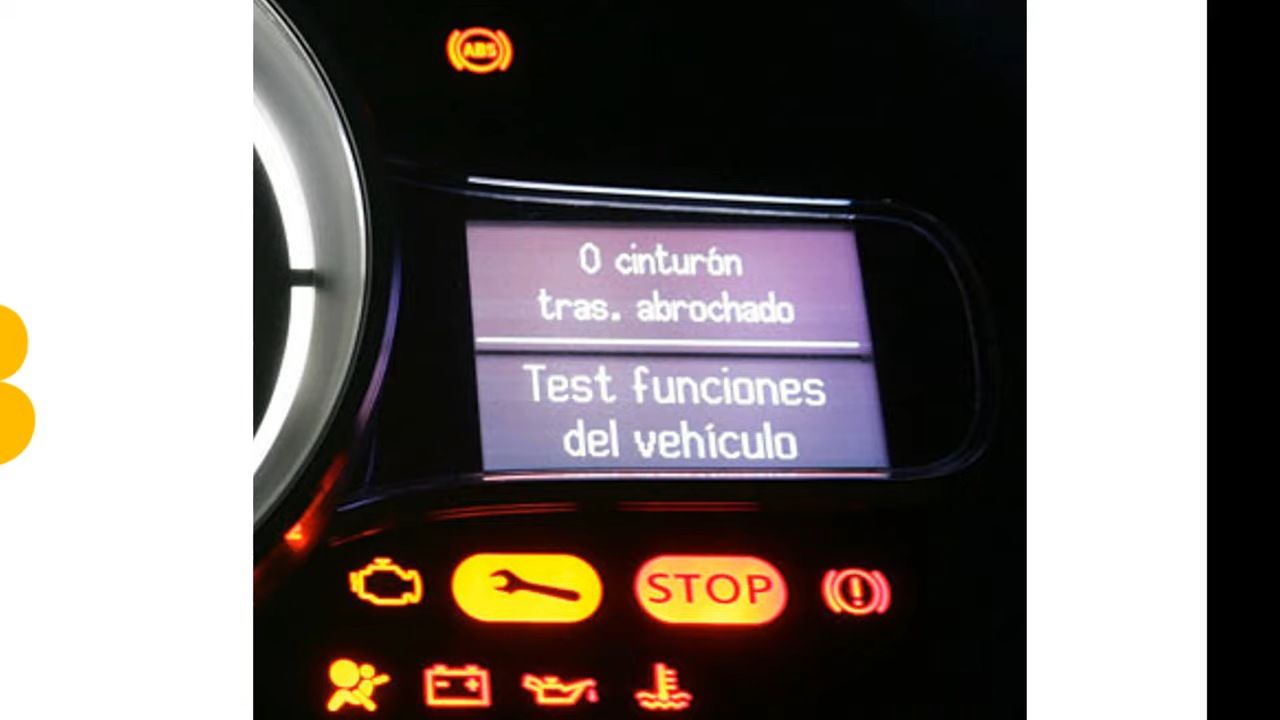 ABS
0 cinturón
tras. abrochado
Test funciones
del vehículo
STOP